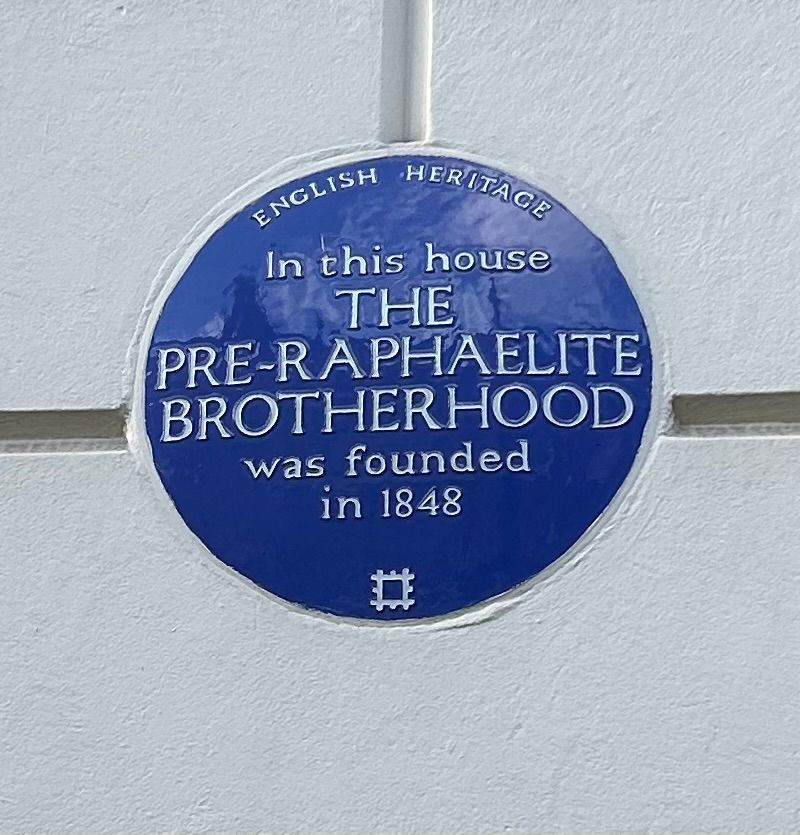 ENGLISH HERITAGE
In this house
THE
PRE-RAPHAELITE
BROTHERHOOD
was founded
in 1848